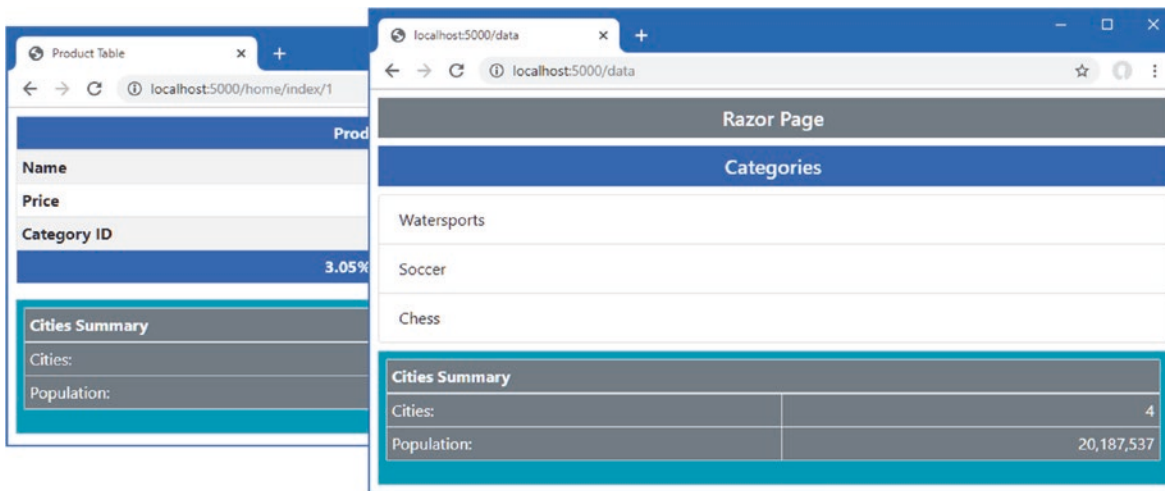 Product Table
localhost:5000/home/index/1
Name
Price
Category ID
3.05%
Cities Summary
Cities:
Population:
localhost:5000/data
localhost:5000/data
Razor Page
Categories
Watersports
Soccer
Chess
Cities Summary
Cities: 4
Population: 20,187,537